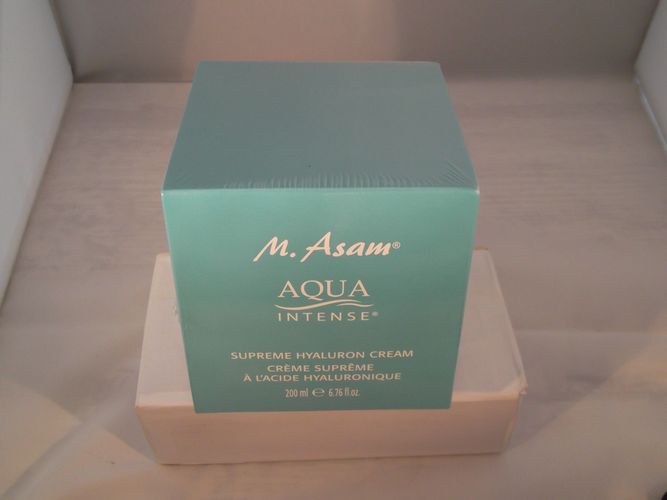 M. Asam®
AQUA
INTENSE®
SUPREME HYALURON CREAM
CRÈME SUPRÊME
À L'ACIDE HYALURONIQUE
200 ml ℮ 6.76 fl.oz.